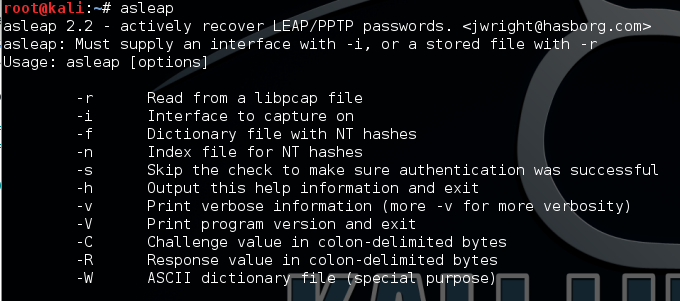 root@kali:~# asleap
asleap 2.2 - actively recover LEAP/PPTP passwords. <jwright@hasborg.com>
asleap: Must supply an interface with -i, or a stored file with -r
Usage: asleap [options]
-r Read from a libpcap file
-i Interface to capture on
-f Dictionary file with NT hashes
-n Index file for NT hashes
-s Skip the check to make sure authentication was successful
-h Output this help information and exit
-v Print verbose information (more -v for more verbosity)
-V Print program version and exit
-C Challenge value in colon-delimited bytes
-R Response value in colon-delimited bytes
-W ASCII dictionary file (special purpose)